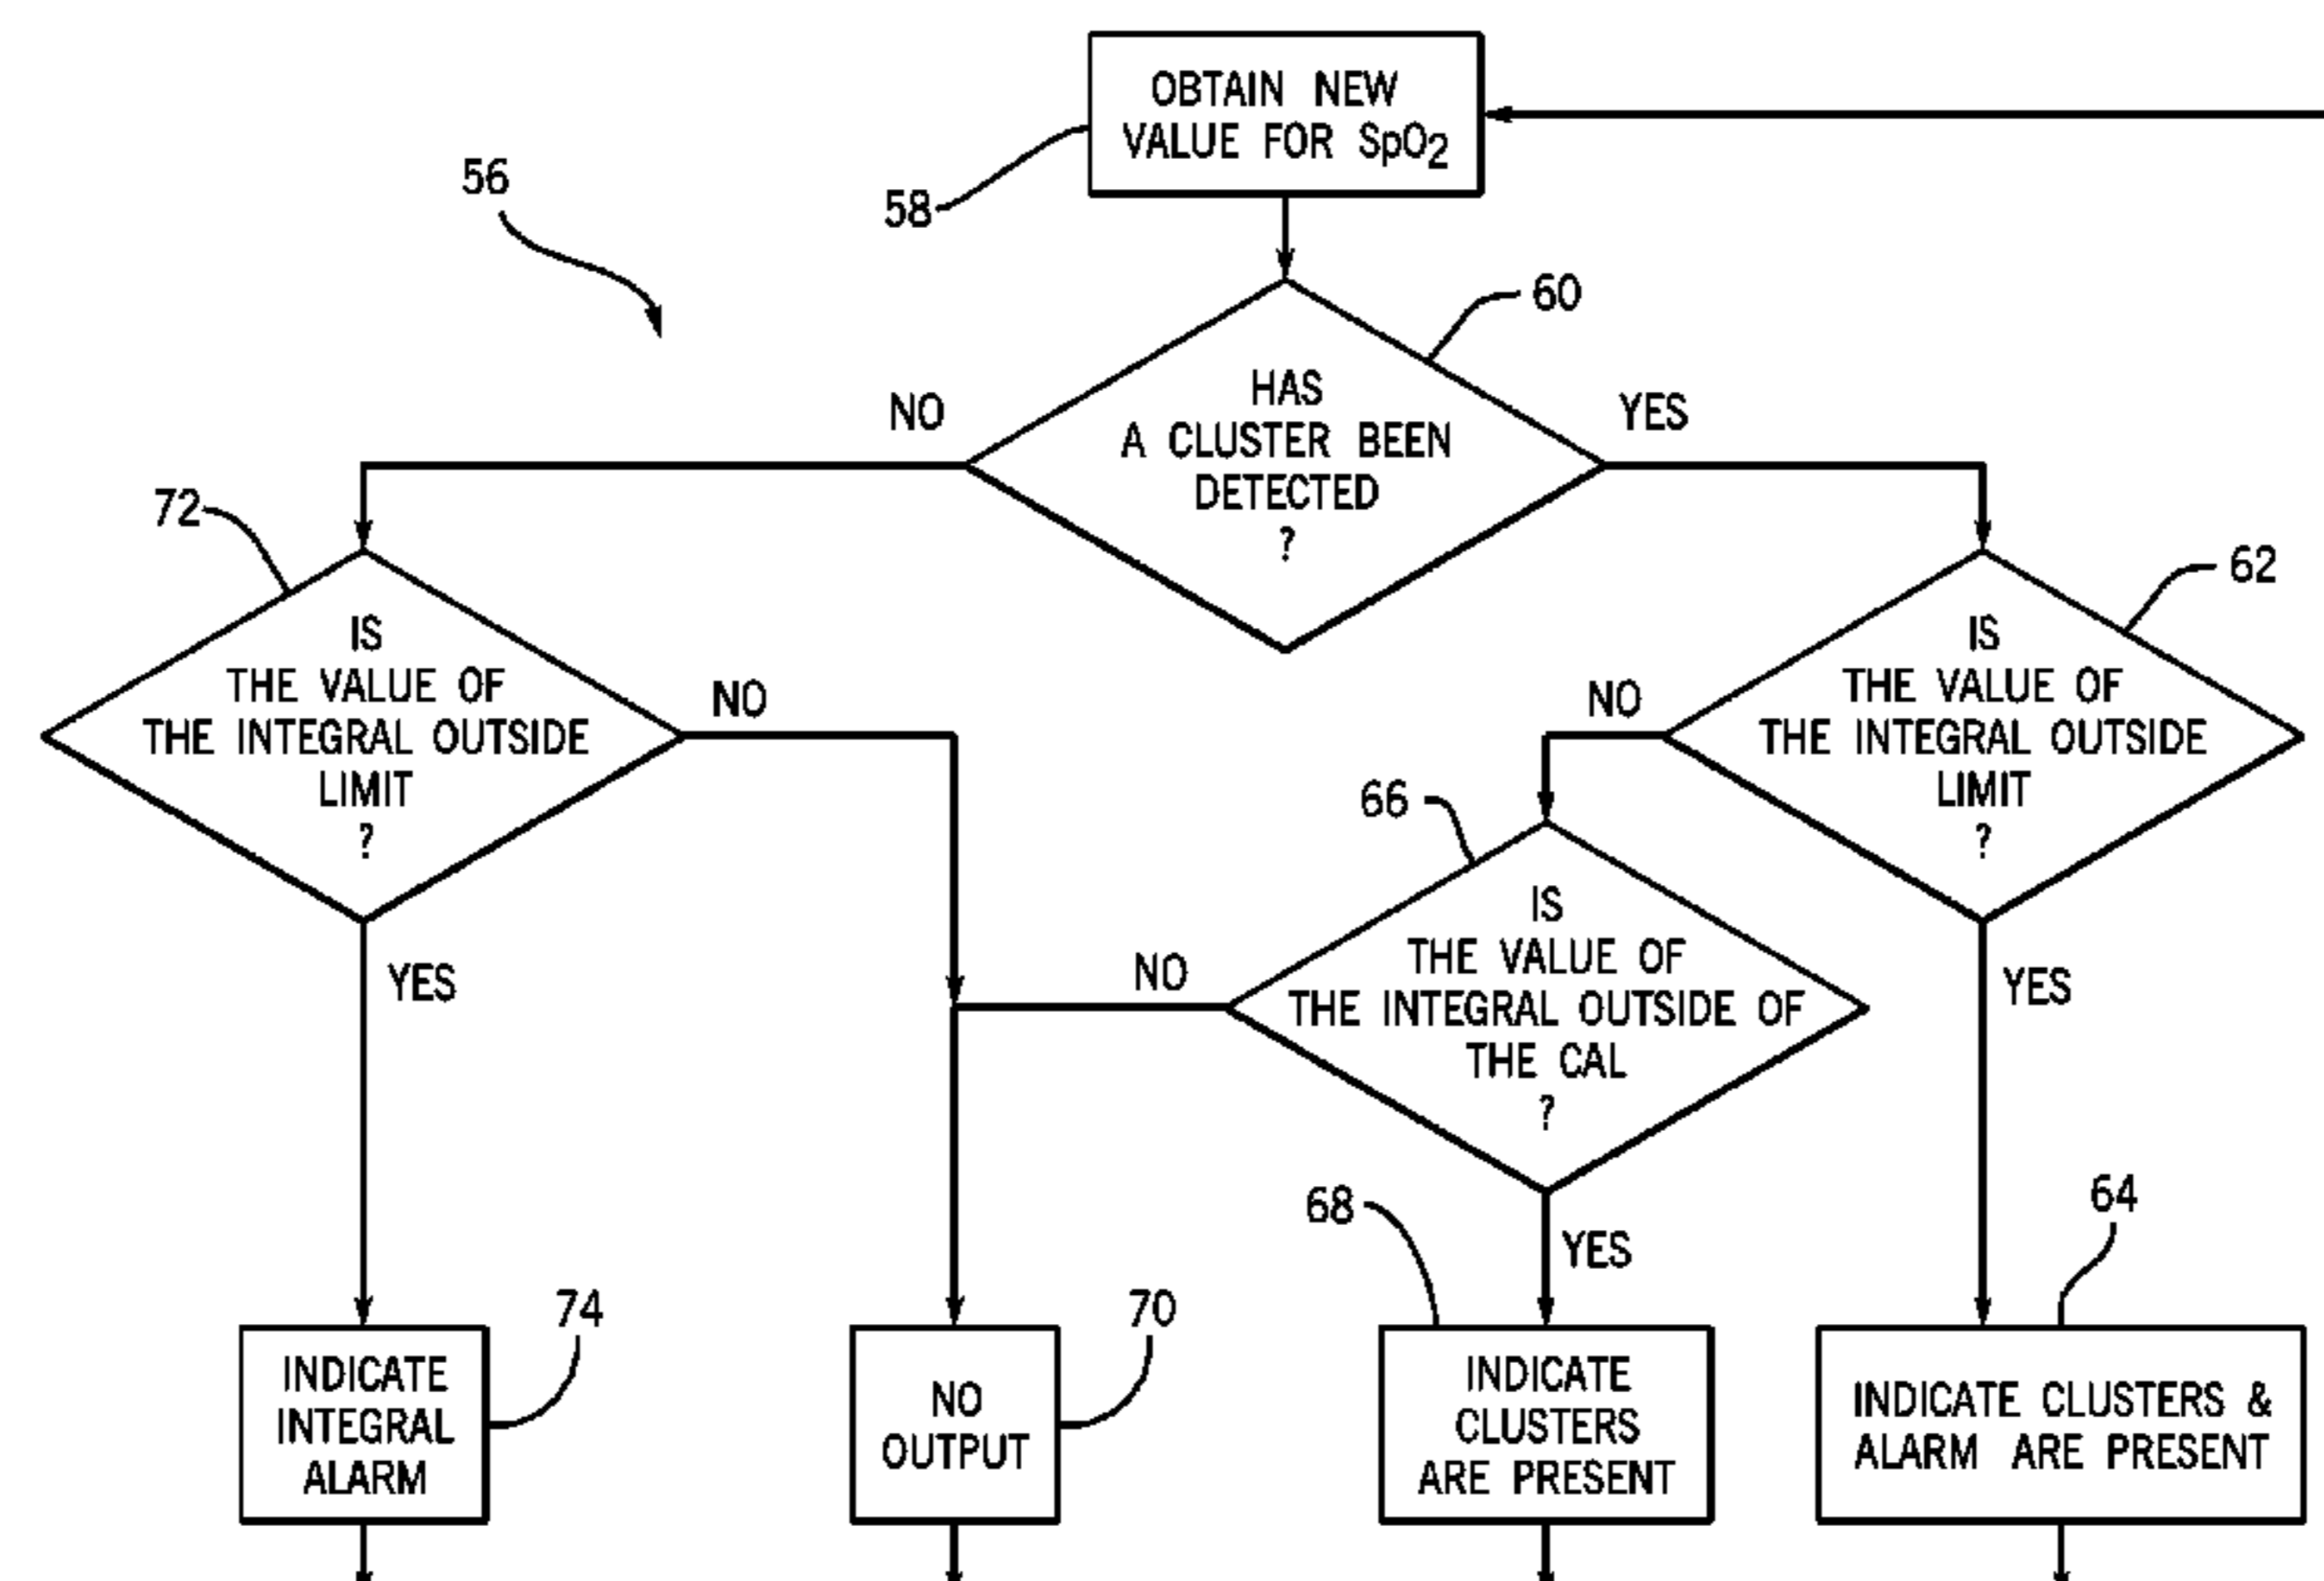 OBTAIN NEW
VALUE FOR SpO2
58
56
60
HAS
A CLUSTER BEEN
DETECTED
?
NO
YES
72
IS
THE VALUE OF
THE INTEGRAL OUTSIDE
LIMIT
?
NO
YES
62
IS
THE VALUE OF
THE INTEGRAL OUTSIDE
LIMIT
?
NO
YES
66
IS
THE VALUE OF
THE INTEGRAL OUTSIDE OF
THE CAL
?
NO
YES
74
INDICATE
INTEGRAL
ALARM
70
NO
OUTPUT
68
INDICATE
CLUSTERS
ARE PRESENT
64
INDICATE CLUSTERS &
ALARM ARE PRESENT